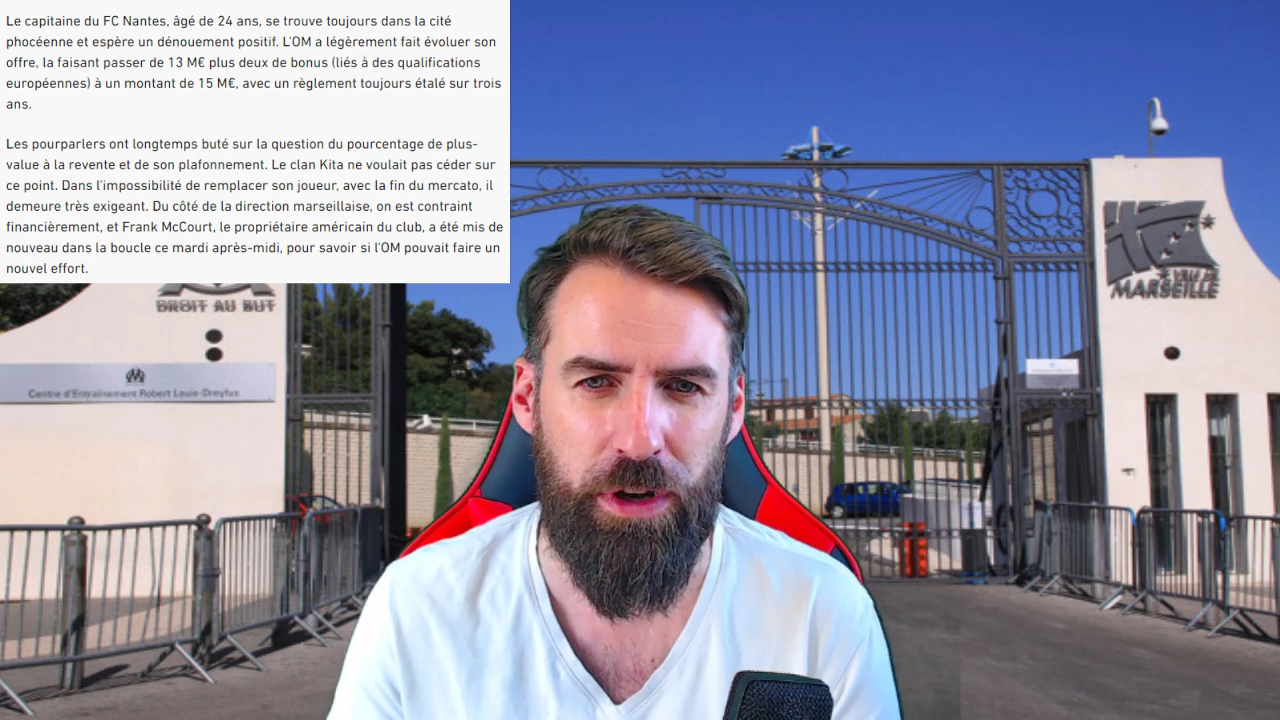 Le capitaine du FC Nantes, âgé de 24 ans, se trouve toujours dans la cité
phocéenne et espère un dénouement positif. L'OM a légèrement fait évoluer son
offre, la faisant passer de 13 M€ plus deux de bonus (liés à des qualifications
européennes) à un montant de 15 M€, avec un règlement toujours étalé sur trois
ans.
Les pourparlers ont longtemps buté sur la question du pourcentage de plus-
value à la revente et de son plafonnement. Le clan Kita ne voulait pas céder sur
ce point. Dans l'impossibilité de remplacer son joueur, avec la fin du mercato, il
demeure très exigeant. Du côté de la direction marseillaise, on est contraint
financièrement, et Frank McCourt, le propriétaire américain du club, a été mis de
nouveau dans la boucle ce mardi après-midi, pour savoir si l'OM pouvait faire un
nouvel effort.
DROIT AU BUT
Centre d'Entraînement Robert Louis-Dreyfus
VILLE DE
MARSEILLE